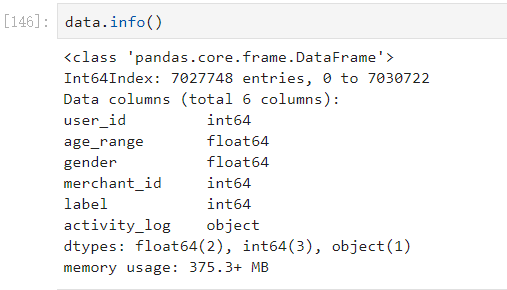 [146]: data.info()
<class 'pandas.core.frame.DataFrame'>
Int64Index: 7027748 entries, 0 to 7030722
Data columns (total 6 columns):
user_id         int64
age_range       float64
gender          float64
merchant_id     int64
label           int64
activity_log    object
dtypes: float64(2), int64(3), object(1)
memory usage: 375.3+ MB